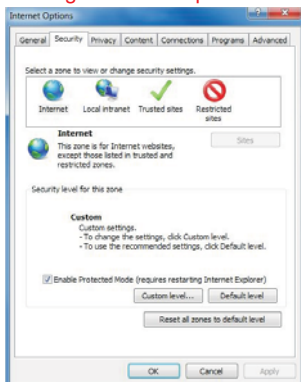 Internet Options
General Security Privacy Content Connections Programs Advanced
Select a zone to view or change security settings.
Internet Local intranet Trusted sites Restricted sites
Internet
Sites
This zone is for Internet websites,
except those listed in trusted and
restricted zones.
Security level for this zone
Custom
Custom settings.
- To change the settings, click Custom level.
- To use the recommended settings, click Default level.
Enable Protected Mode (requires restarting Internet Explorer)
Custom level... Default level
Reset all zones to default level
OK Cancel Apply